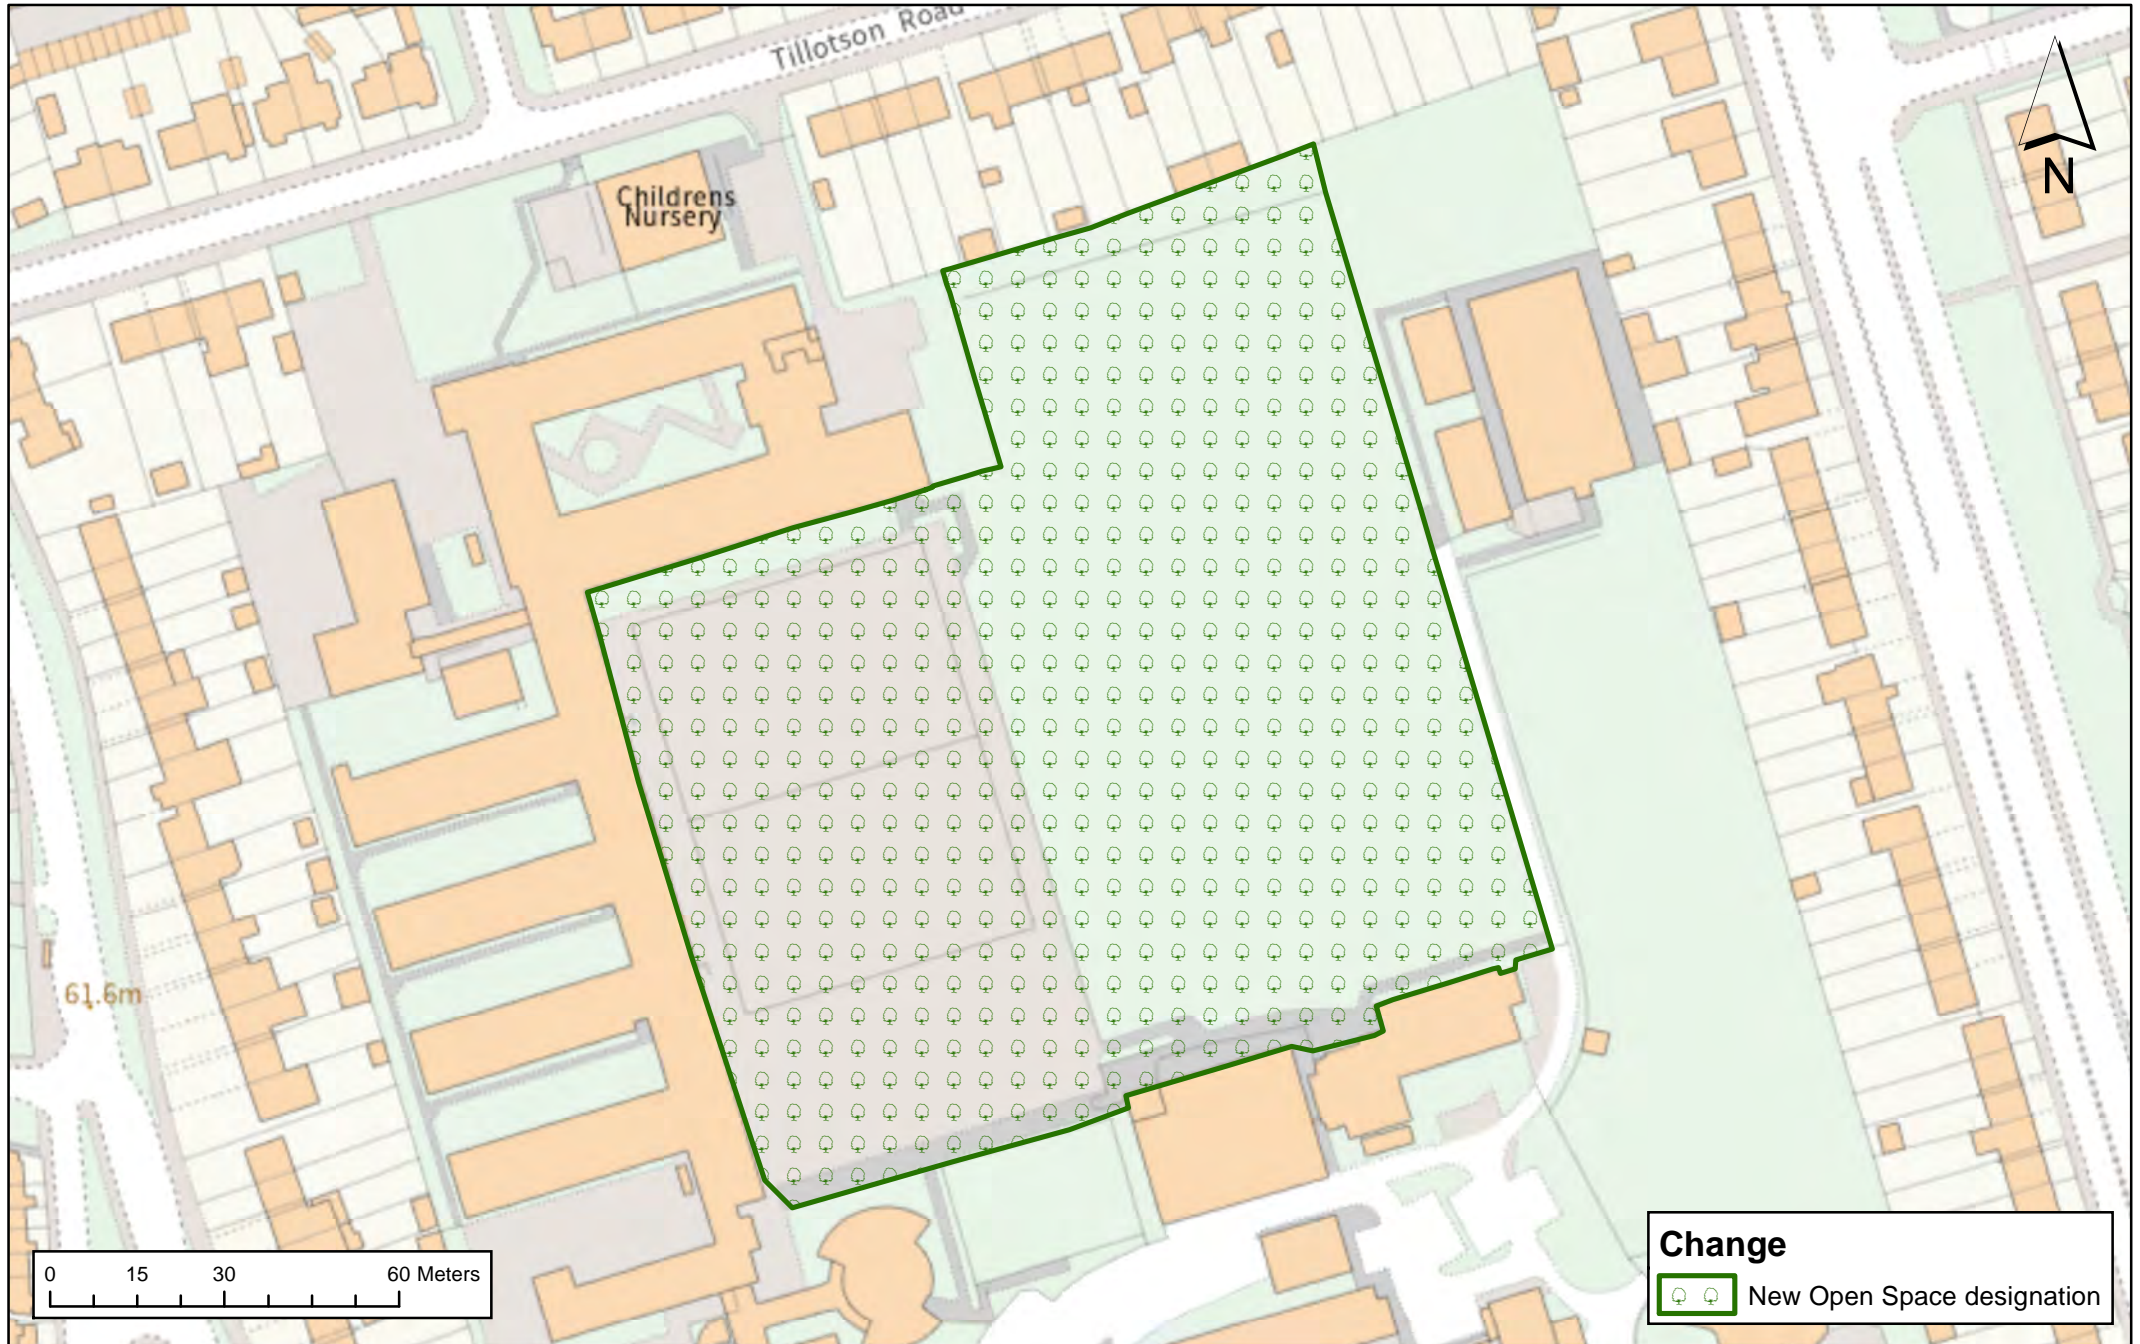 Tillotson Road
Childrens
Nursery
N
61.6m
0 15 30 60 Meters
Change
New Open Space designation